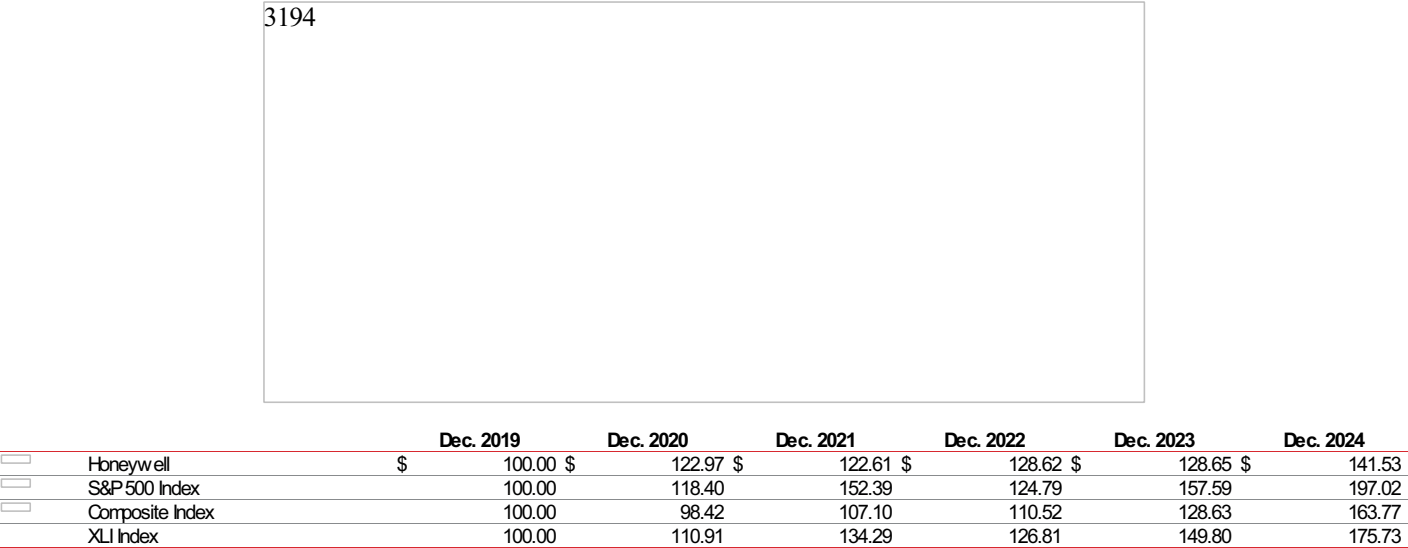 3194
Dec. 2019 Dec. 2020 Dec. 2021 Dec. 2022 Dec. 2023 Dec. 2024
Honeywell $ 100.00 $ 122.97 $ 122.61 $ 128.62 $ 128.65 $ 141.53
S&P 500 Index 100.00 118.40 152.39 124.79 157.59 197.02
Composite Index 100.00 98.42 107.10 110.52 128.63 163.77
XLI Index 100.00 110.91 134.29 126.81 149.80 175.73